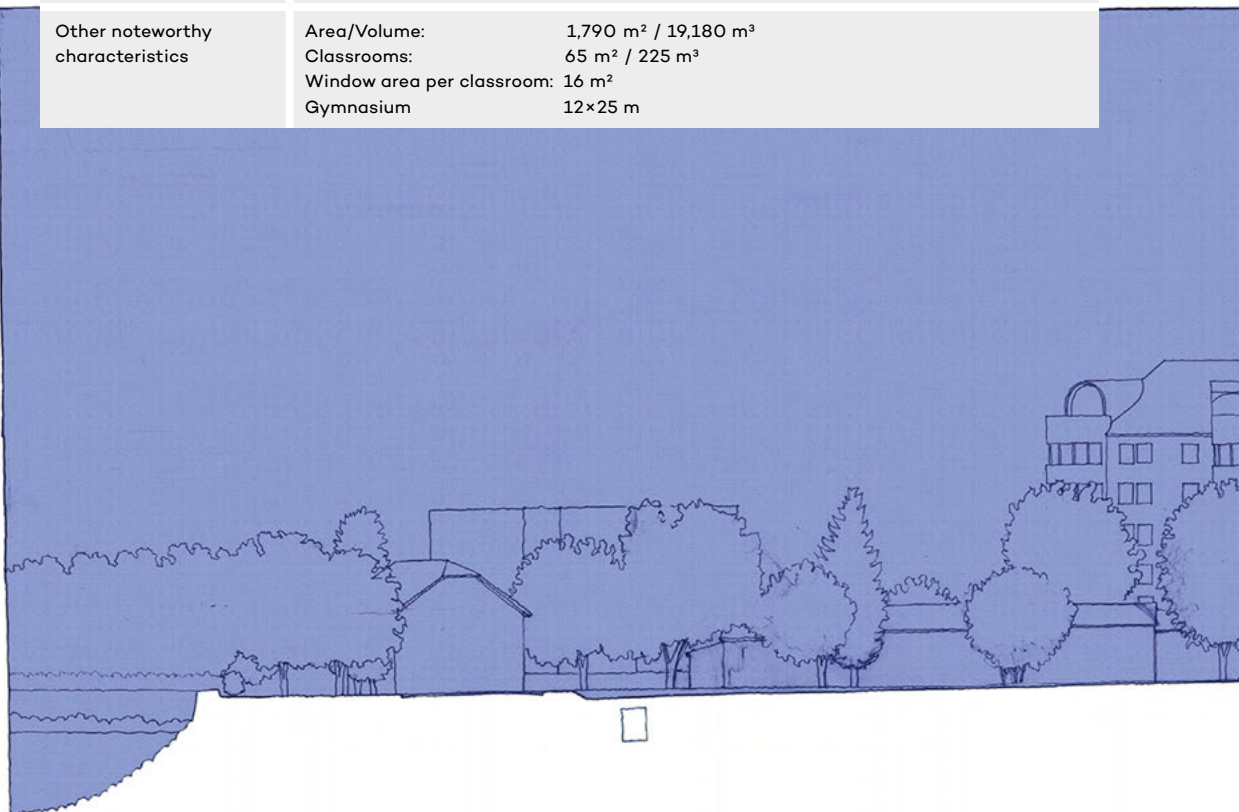 Other noteworthy
characteristics
Area/Volume: 1,790 m² / 19,180 m³
Classrooms: 65 m² / 225 m³
Window area per classroom: 16 m²
Gymnasium 12×25 m